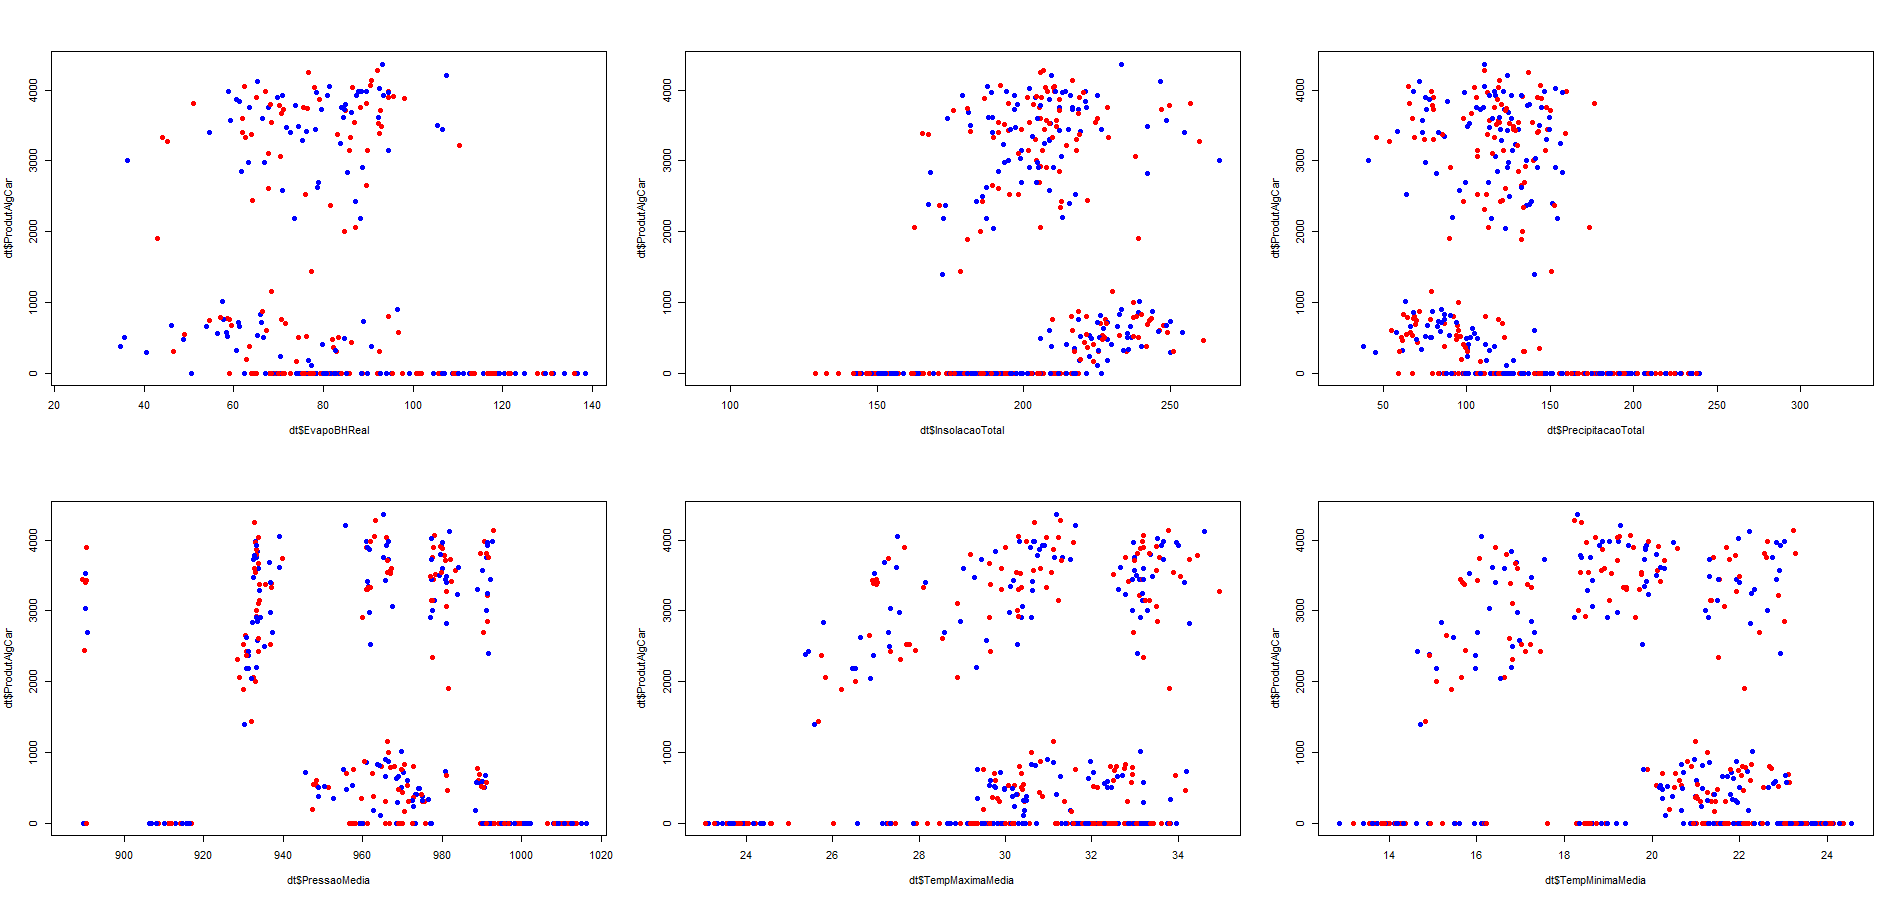 dt$ProdutAlgCar
0 1000 2000 3000 4000
20 40 60 80 100 120 140
dt$EvapoBHReal
dt$ProdutAlgCar
0 1000 2000 3000 4000
100 150 200 250
dt$InsolacaoTotal
dt$ProdutAlgCar
0 1000 2000 3000 4000
50 100 150 200 250 300
dt$PrecipitacaoTotal
dt$ProdutAlgCar
0 1000 2000 3000 4000
900 920 940 960 980 1000 1020
dt$PressaoMedia
dt$ProdutAlgCar
0 1000 2000 3000 4000
24 26 28 30 32 34
dt$TempMaximaMedia
dt$ProdutAlgCar
0 1000 2000 3000 4000
14 16 18 20 22 24
dt$TempMinimaMedia